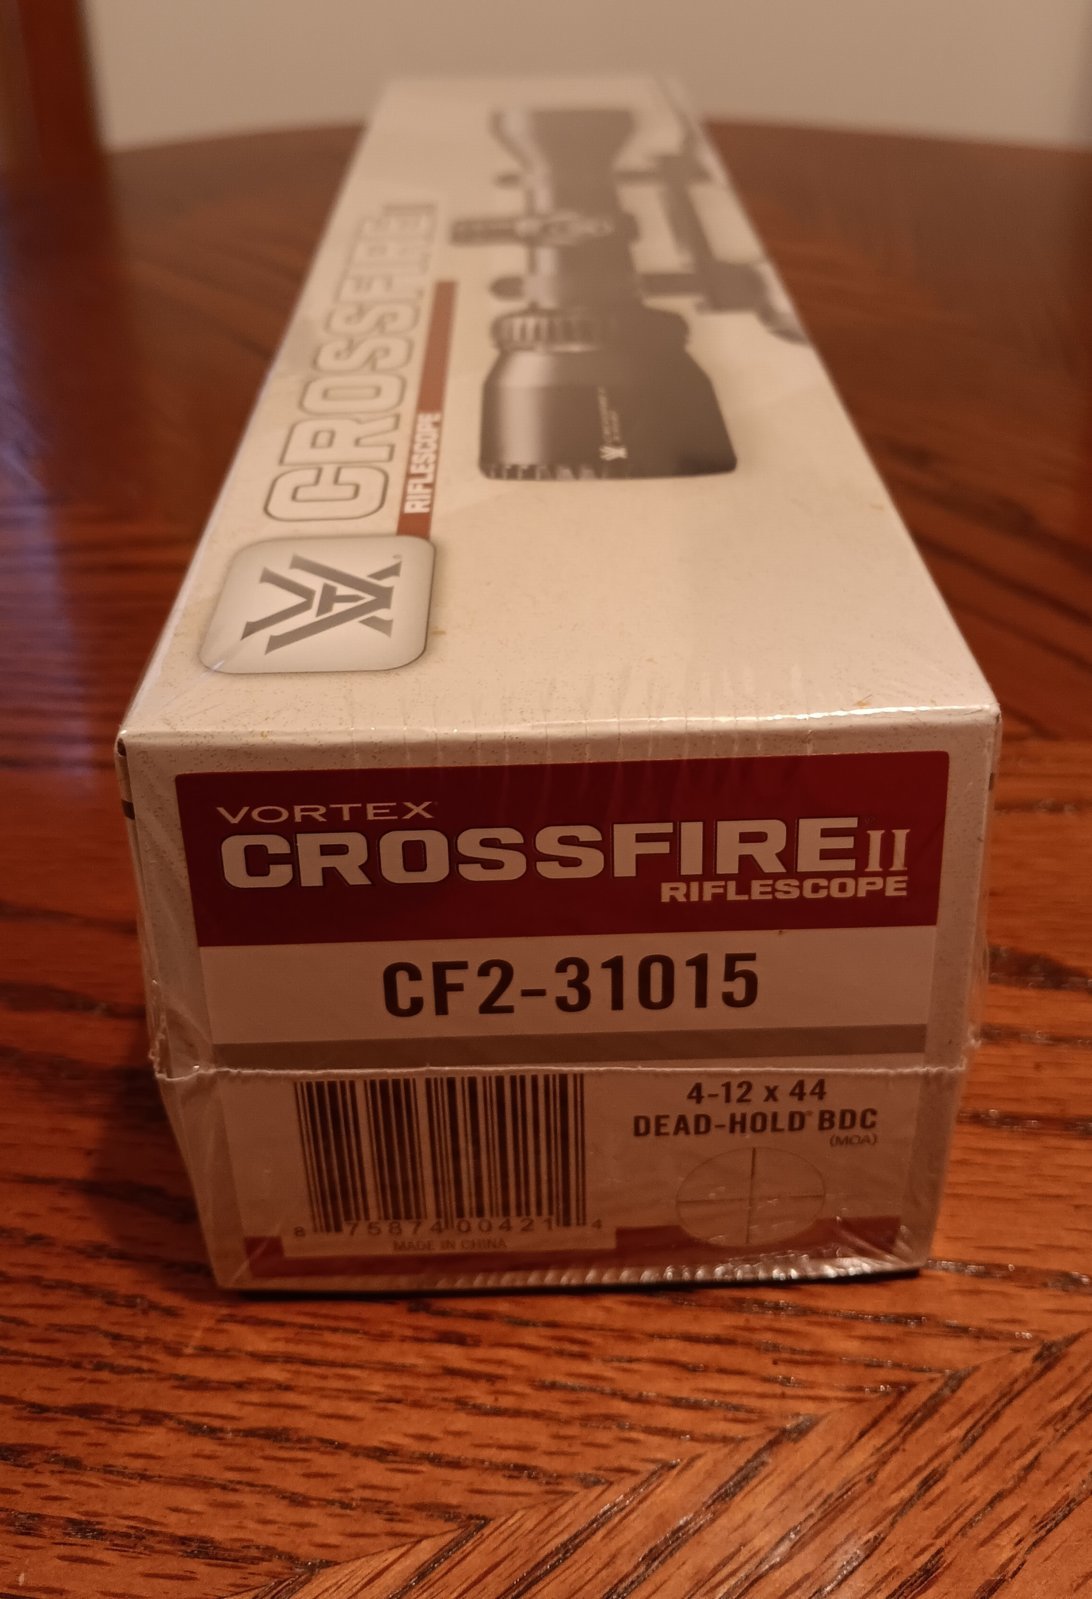 CROSSFIRE II
RIFLESCOPE
VORTEX
CROSSFIRE II
RIFLESCOPE
CF2-31015
4-12 x 44
DEAD-HOLD® BDC
(MOA)
8 75874 00421 4
MADE IN CHINA